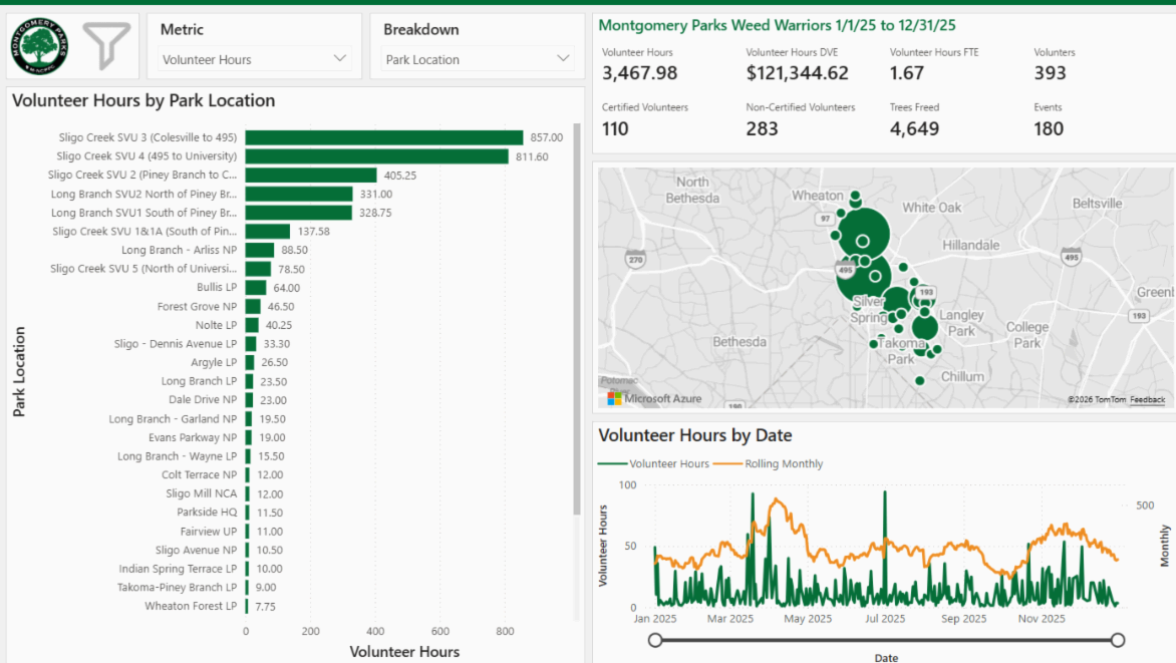 MONTGOMERY PARKS
Metric
Volunteer Hours
Breakdown
Park Location
Montgomery Parks Weed Warriors 1/1/25 to 12/31/25
Volunteer Hours
Volunteer Hours DVE
Volunteer Hours FTE
Volunters
3,467.98
$121,344.62
1.67
393
Certified Volunteers
Non-Certified Volunteers
Trees Freed
Events
110
283
4,649
180
Volunteer Hours by Park Location
Park Location
Sligo Creek SVU 3 (Colesville to 495) 857.00
Sligo Creek SVU 4 (495 to University) 811.60
Sligo Creek SVU 2 (Piney Branch to C... 405.25
Long Branch SVU2 North of Piney Br... 331.00
Long Branch SVU1 South of Piney Br... 328.75
Sligo Creek SVU 1&1A (South of Pin... 137.58
Long Branch - Arliss NP 88.50
Sligo Creek SVU 5 (North of Universi... 78.50
Bullis LP 64.00
Forest Grove NP 46.50
Nolte LP 40.25
Sligo - Dennis Avenue LP 33.30
Argyle LP 26.50
Long Branch LP 23.50
Dale Drive NP 23.00
Long Branch - Garland NP 19.50
Evans Parkway NP 19.00
Long Branch - Wayne LP 15.50
Colt Terrace NP 12.00
Sligo Mill NCA 12.00
Parkside HQ 11.50
Fairview UP 11.00
Sligo Avenue NP 10.50
Indian Spring Terrace LP 10.00
Takoma-Piney Branch LP 9.00
Wheaton Forest LP 7.75
0 200 400 600 800
Volunteer Hours
North
Bethesda
Wheaton
97
White Oak
Beltsville
270
Hillandale
495
495
193
Silver
Spring
Langley
Park
College
Park
193
Bethesda
Takoma
Park
Chillum
Potomac
190
Microsoft Azure
©2026 TomTom Feedback
Volunteer Hours by Date
Volunteer Hours
Rolling Monthly
Volunteer Hours
100
50
0
500
Monthly
Jan 2025 Mar 2025 May 2025 Jul 2025 Sep 2025 Nov 2025
Date